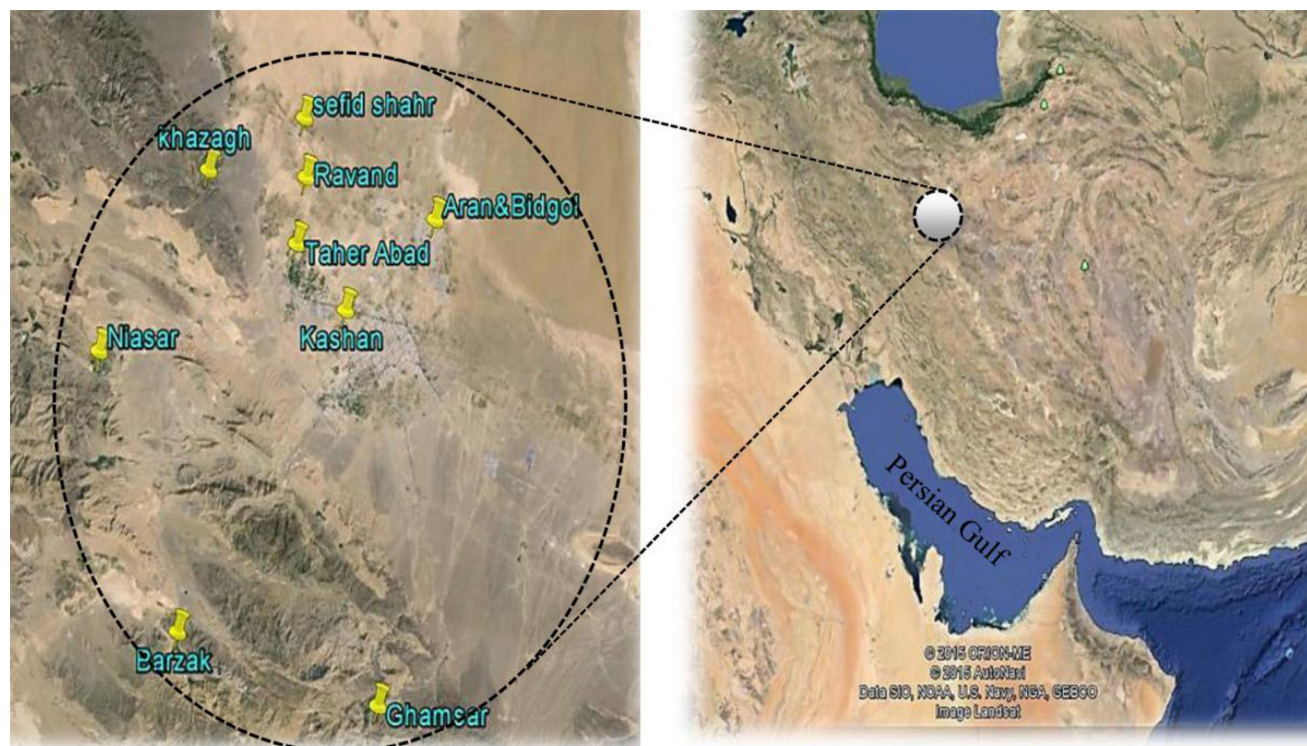 sefid shahr
Khazagh
Ravand
Aran&Bidgol
Taher Abad
Kashan
Niasar
Barzak
Ghamsar
Persian Gulf
© 2015 ORION-ME
© 2015 AutoNavi
Data SIO, NOAA, U.S. Navy, NGA, GEBCO
Image Landsat